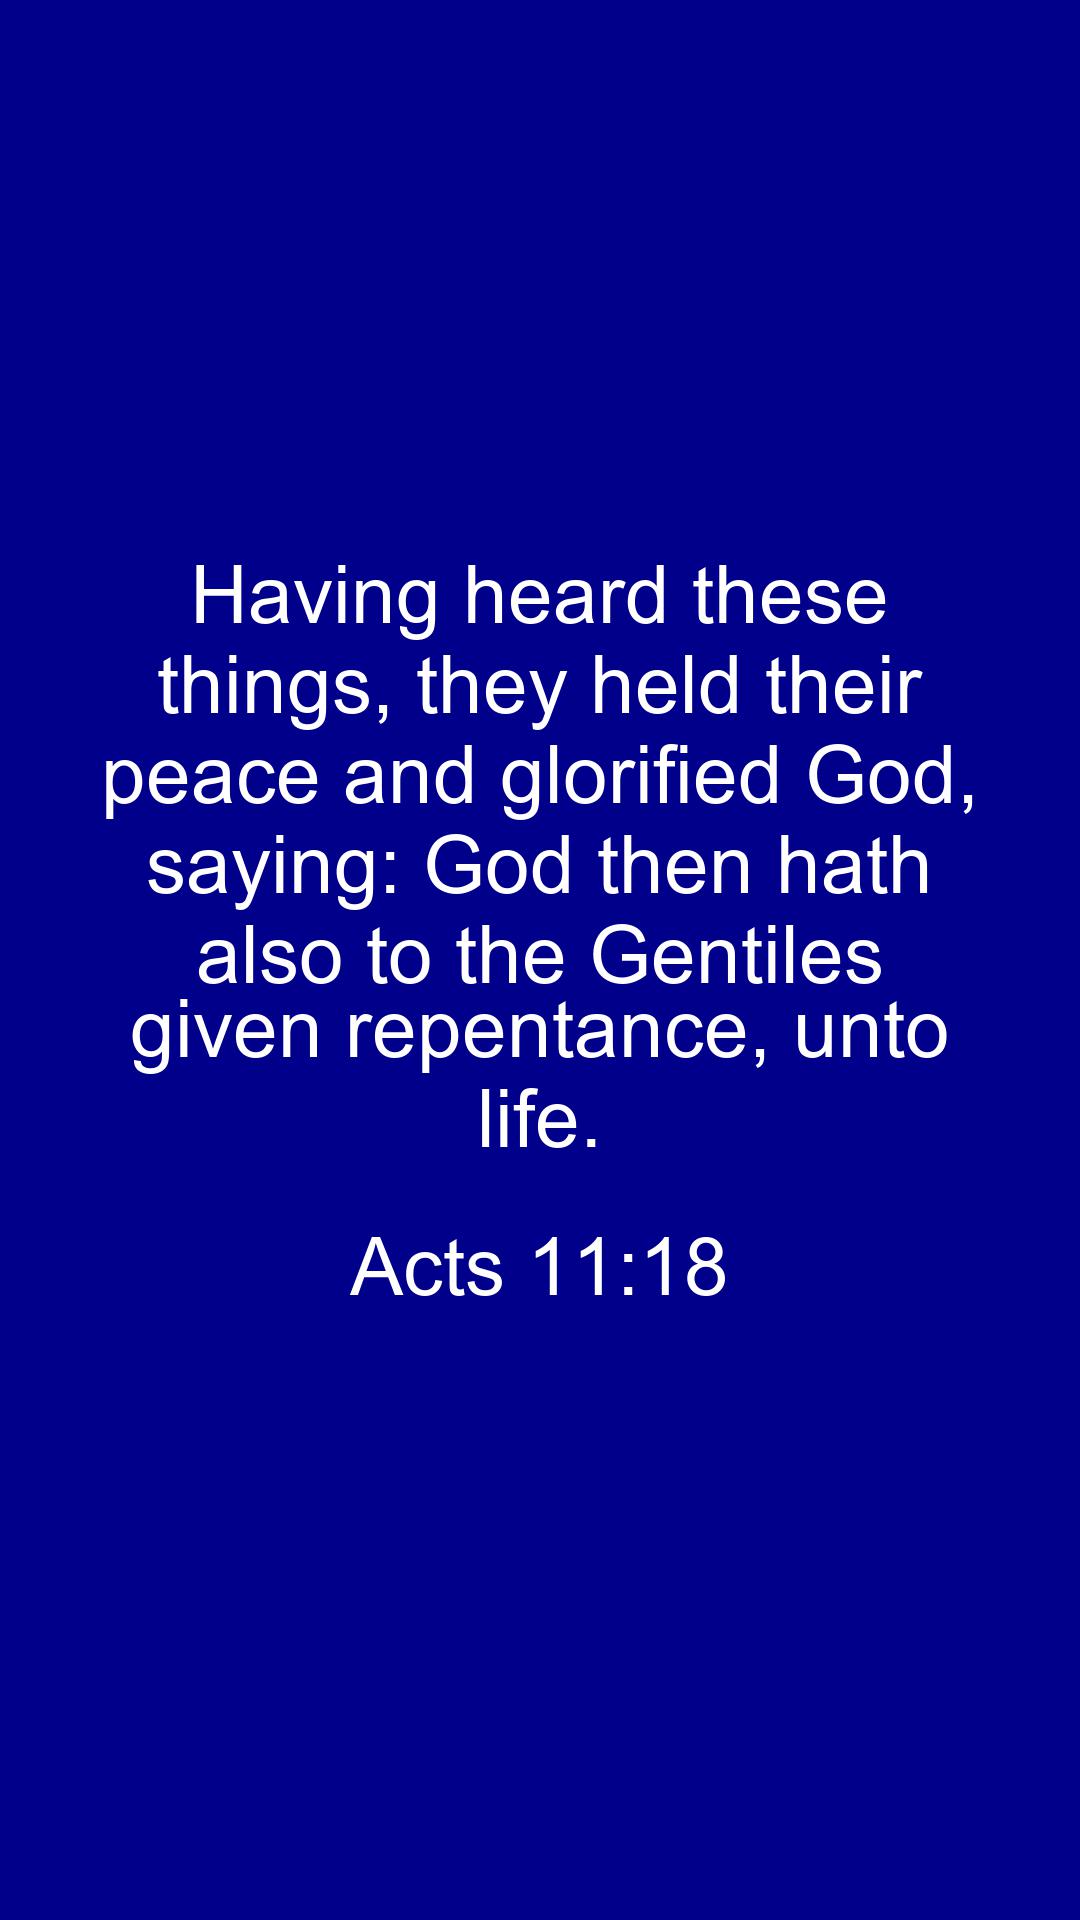 Having heard these
things, they held their
peace and glorified God,
saying: God then hath
also to the Gentiles
given repentance, unto
life.
Acts 11:18